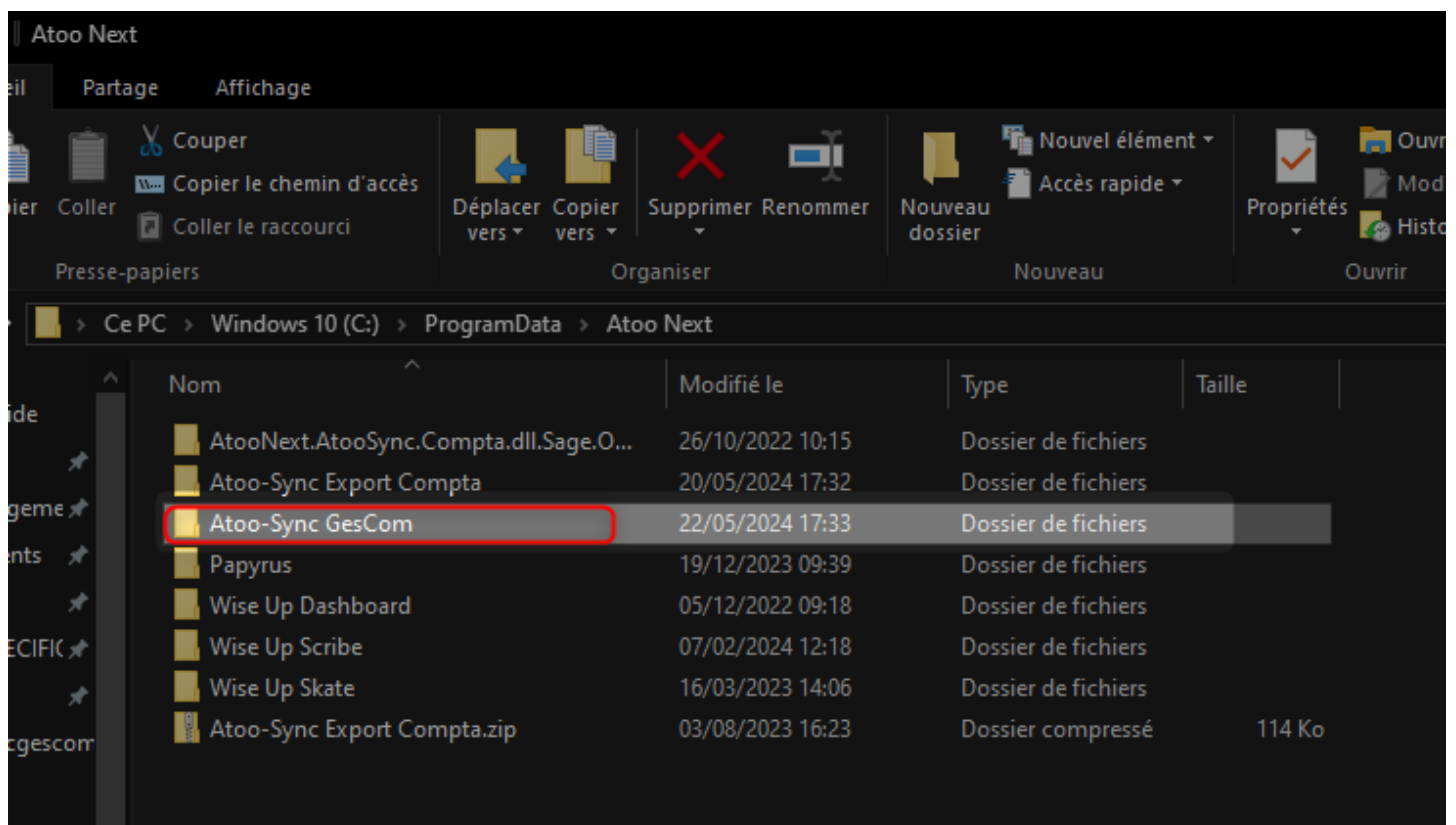 Atoo Next
Partage Affichage
Couper
Copier le chemin d'accès
Coller
Coller le raccourci
Presse-papiers
Déplacer vers
Copier vers
Supprimer
Renommer
Organiser
Nouveau dossier
Nouvel élément
Accès rapide
Nouveau
Propriétés
Ouvrir
Ce PC > Windows 10 (C:) > ProgramData > Atoo Next
Nom Modifié le Type Taille
AtooNext.AtooSync.Compta.dll.Sage.O... 26/10/2022 10:15 Dossier de fichiers
Atoo-Sync Export Compta 20/05/2024 17:32 Dossier de fichiers
Atoo-Sync GesCom 22/05/2024 17:33 Dossier de fichiers
Papyrus 19/12/2023 09:39 Dossier de fichiers
Wise Up Dashboard 05/12/2022 09:18 Dossier de fichiers
Wise Up Scribe 07/02/2024 12:18 Dossier de fichiers
Wise Up Skate 16/03/2023 14:06 Dossier de fichiers
Atoo-Sync Export Compta.zip 03/08/2023 16:23 Dossier compressé 114 Ko